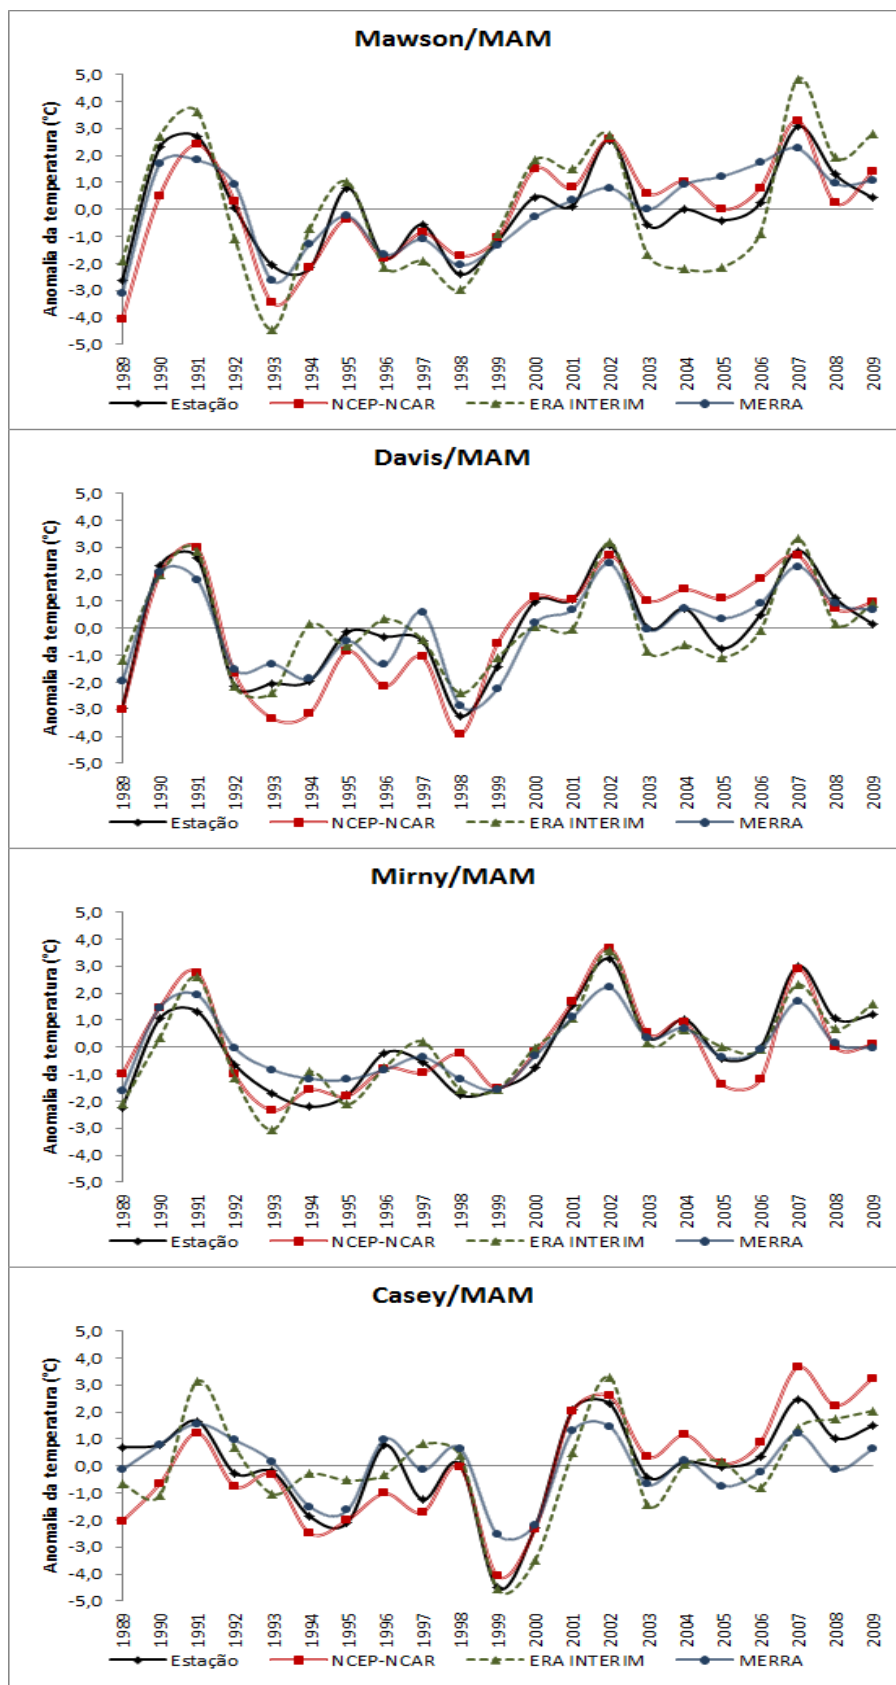 Mawson/MAM
Anomalia da temperatura (°C)
5,0
4,0
3,0
2,0
1,0
0,0
-1,0
-2,0
-3,0
-4,0
-5,0
1989 1990 1991 1992 1993 1994 1995 1996 1997 1998 1999 2000 2001 2002 2003 2004 2005 2006 2007 2008 2009
Estação NCEP-NCAR ERA INTERIM MERRA
Davis/MAM
Anomalia da temperatura (°C)
5,0
4,0
3,0
2,0
1,0
0,0
-1,0
-2,0
-3,0
-4,0
-5,0
1989 1990 1991 1992 1993 1994 1995 1996 1997 1998 1999 2000 2001 2002 2003 2004 2005 2006 2007 2008 2009
Estação NCEP-NCAR ERA INTERIM MERRA
Mirny/MAM
Anomalia da temperatura (°C)
5,0
4,0
3,0
2,0
1,0
0,0
-1,0
-2,0
-3,0
-4,0
-5,0
1989 1990 1991 1992 1993 1994 1995 1996 1997 1998 1999 2000 2001 2002 2003 2004 2005 2006 2007 2008 2009
Estação NCEP-NCAR ERA INTERIM MERRA
Casey/MAM
Anomalia da temperatura (°C)
5,0
4,0
3,0
2,0
1,0
0,0
-1,0
-2,0
-3,0
-4,0
-5,0
1989 1990 1991 1992 1993 1994 1995 1996 1997 1998 1999 2000 2001 2002 2003 2004 2005 2006 2007 2008 2009
Estação NCEP-NCAR ERA INTERIM MERRA